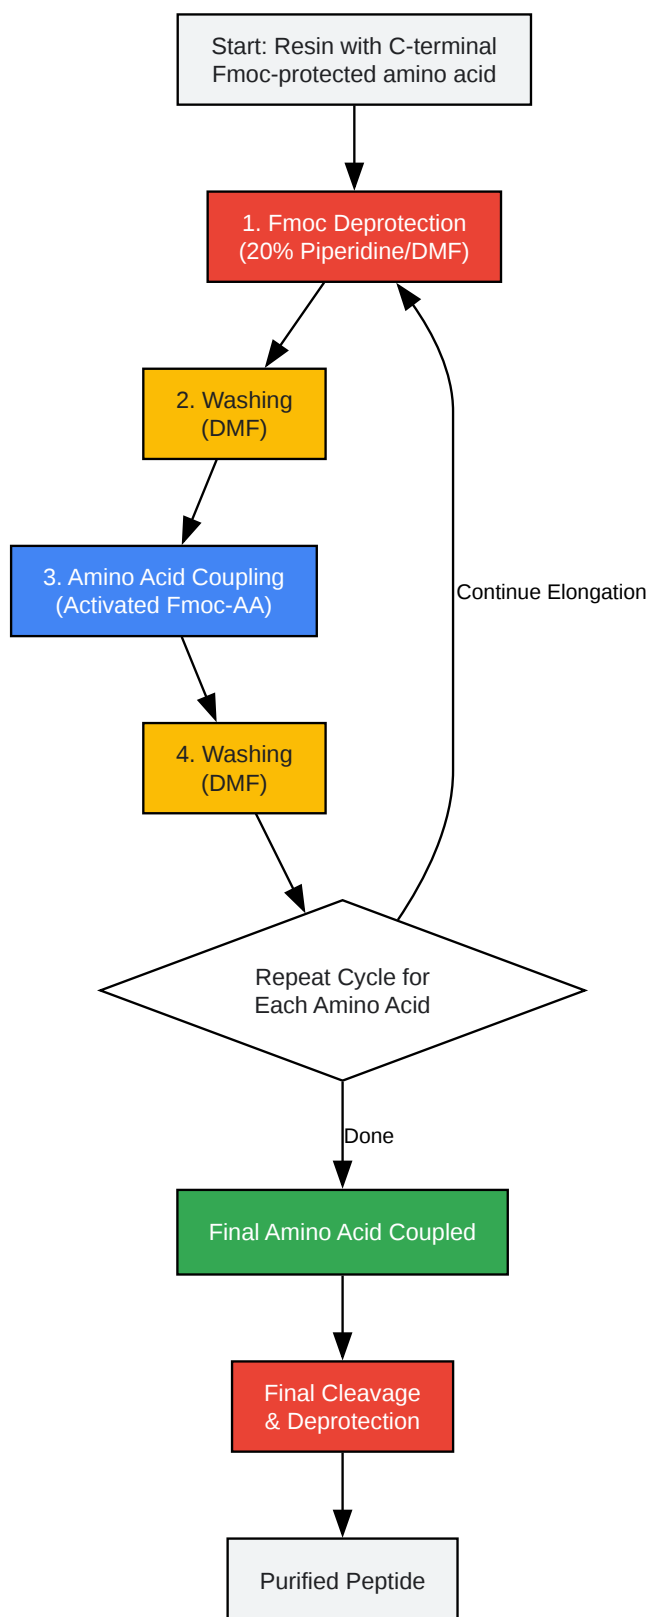 Start: Resin with C-terminal
Fmoc-protected amino acid
1. Fmoc Deprotection
(20% Piperidine/DMF)
2. Washing
(DMF)
3. Amino Acid Coupling
(Activated Fmoc-AA)
Continue Elongation
4. Washing
(DMF)
Repeat Cycle for
Each Amino Acid
Done
Final Amino Acid Coupled
Final Cleavage
& Deprotection
Purified Peptide